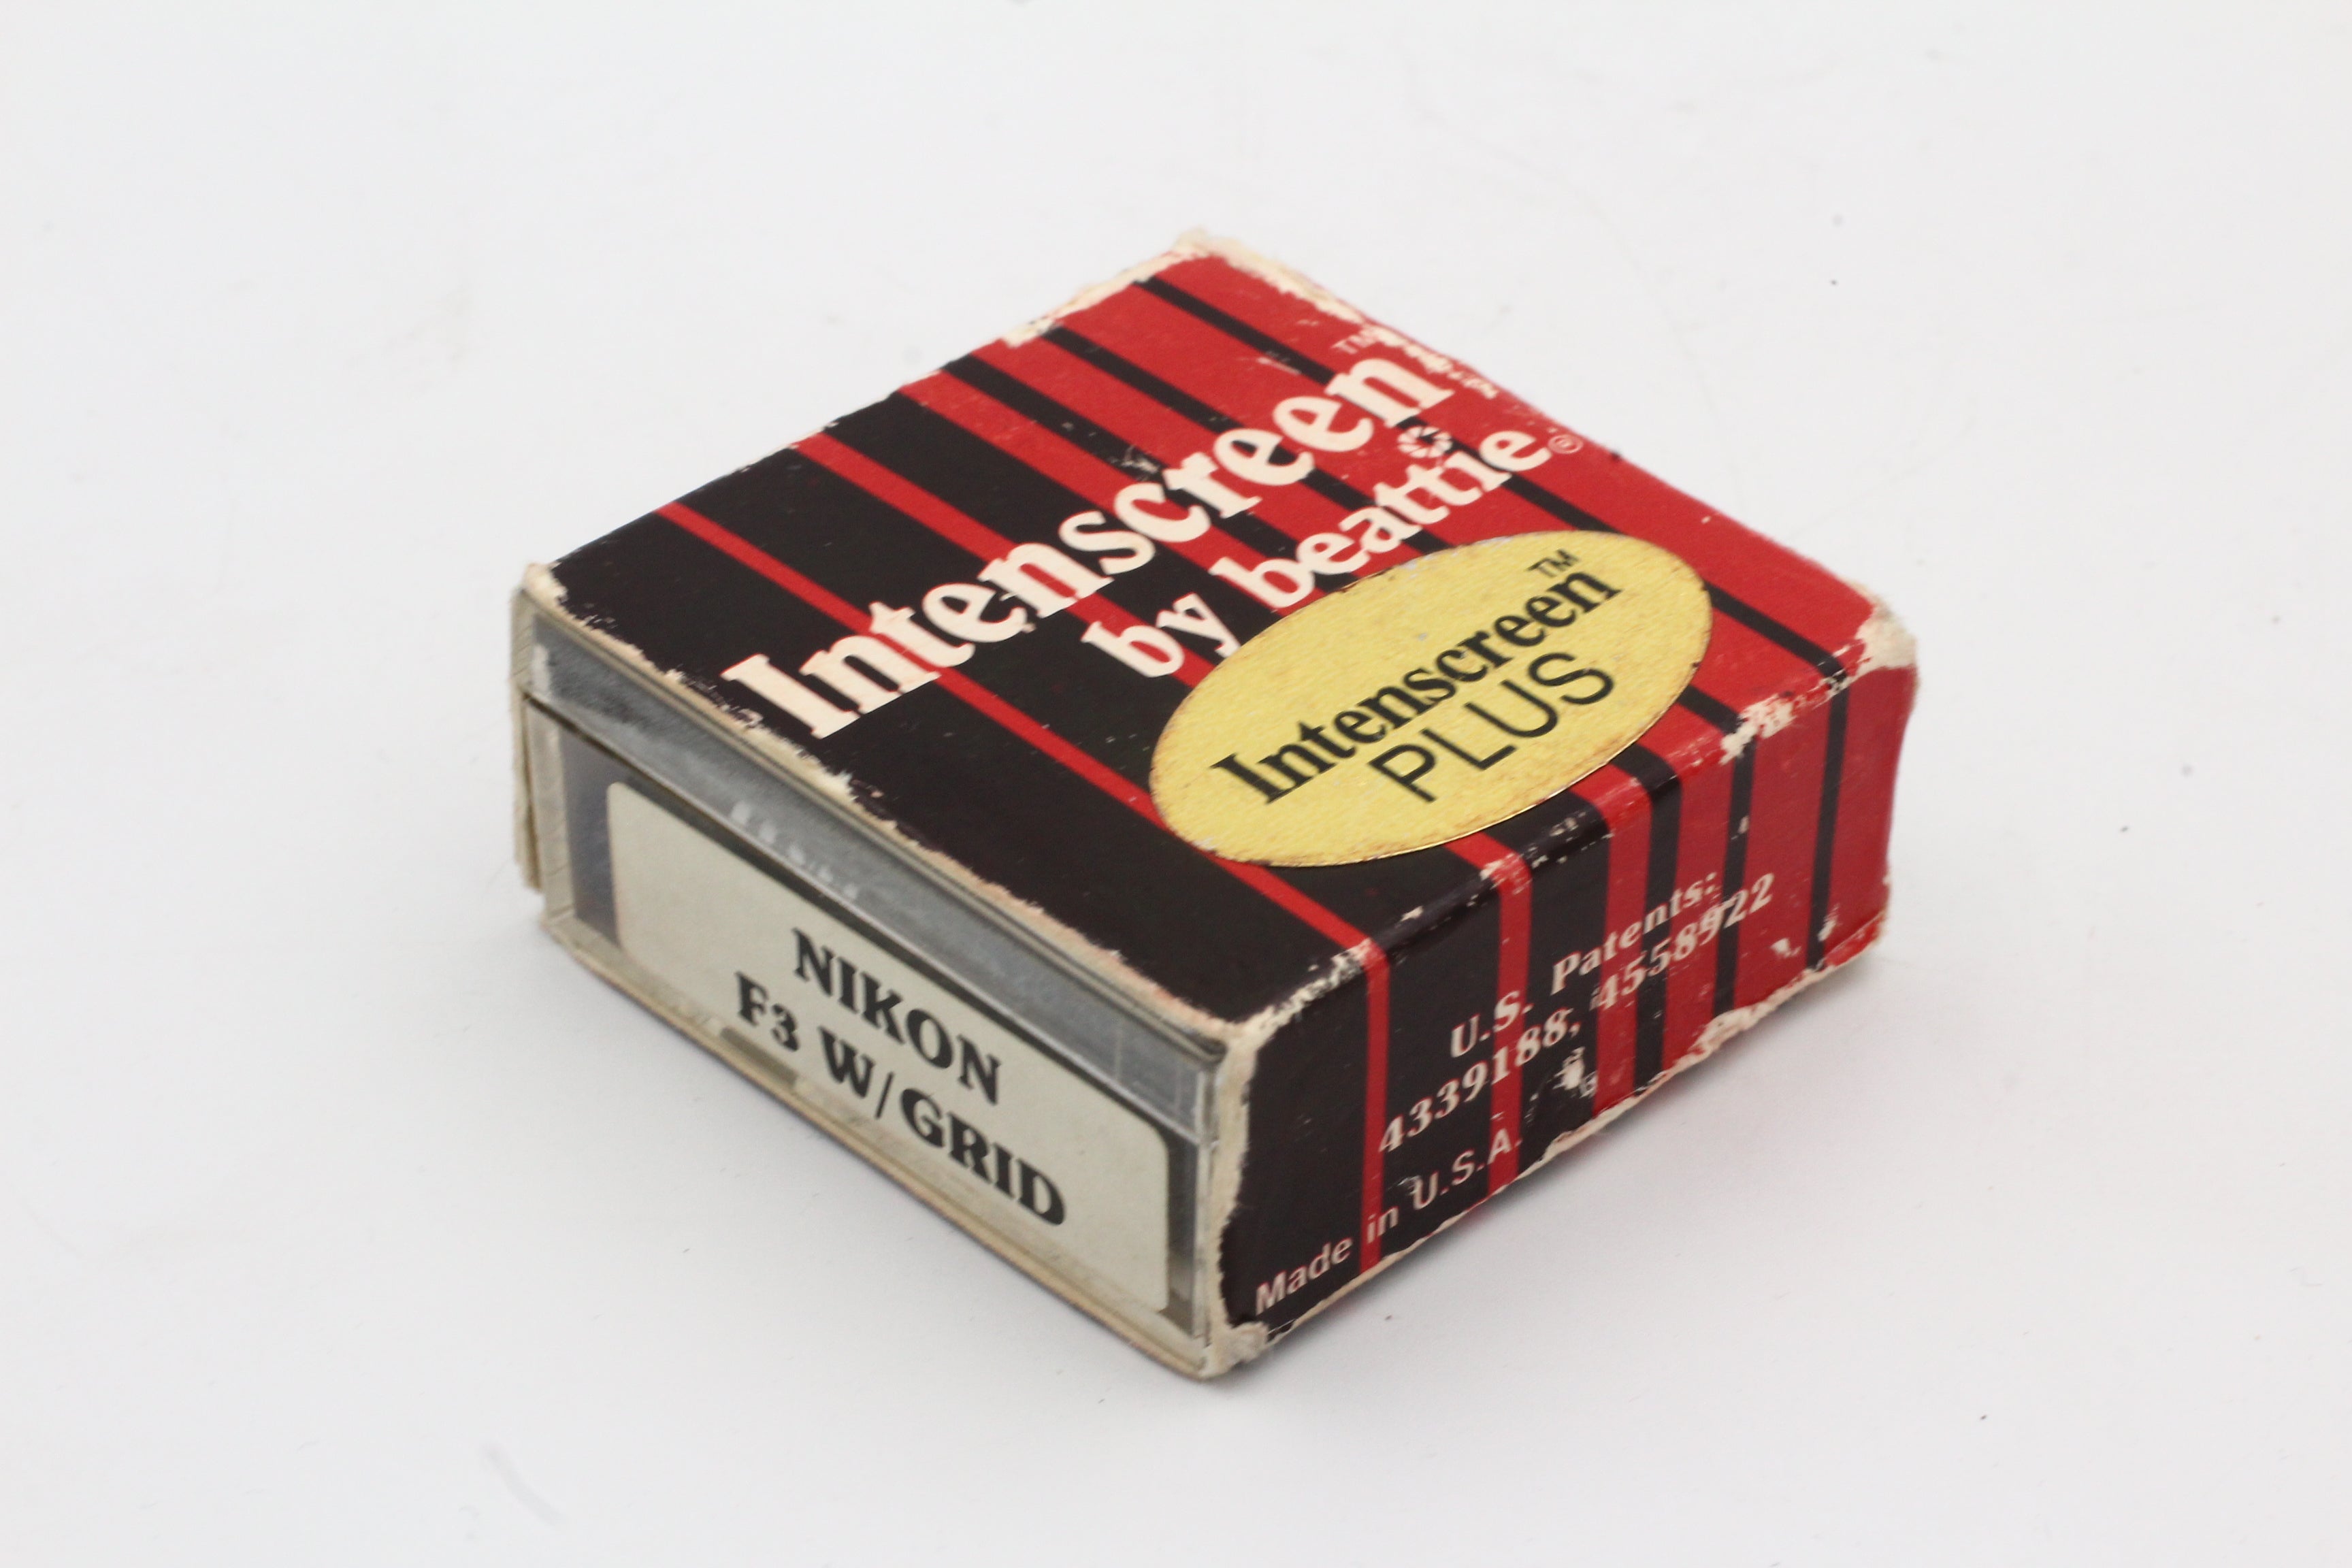 Intenscreen™
by beattie®
Intenscreen™
PLUS
NIKON
F3 W/GRID
U.S. Patents:
4339188, 4558922
Made in U.S.A.